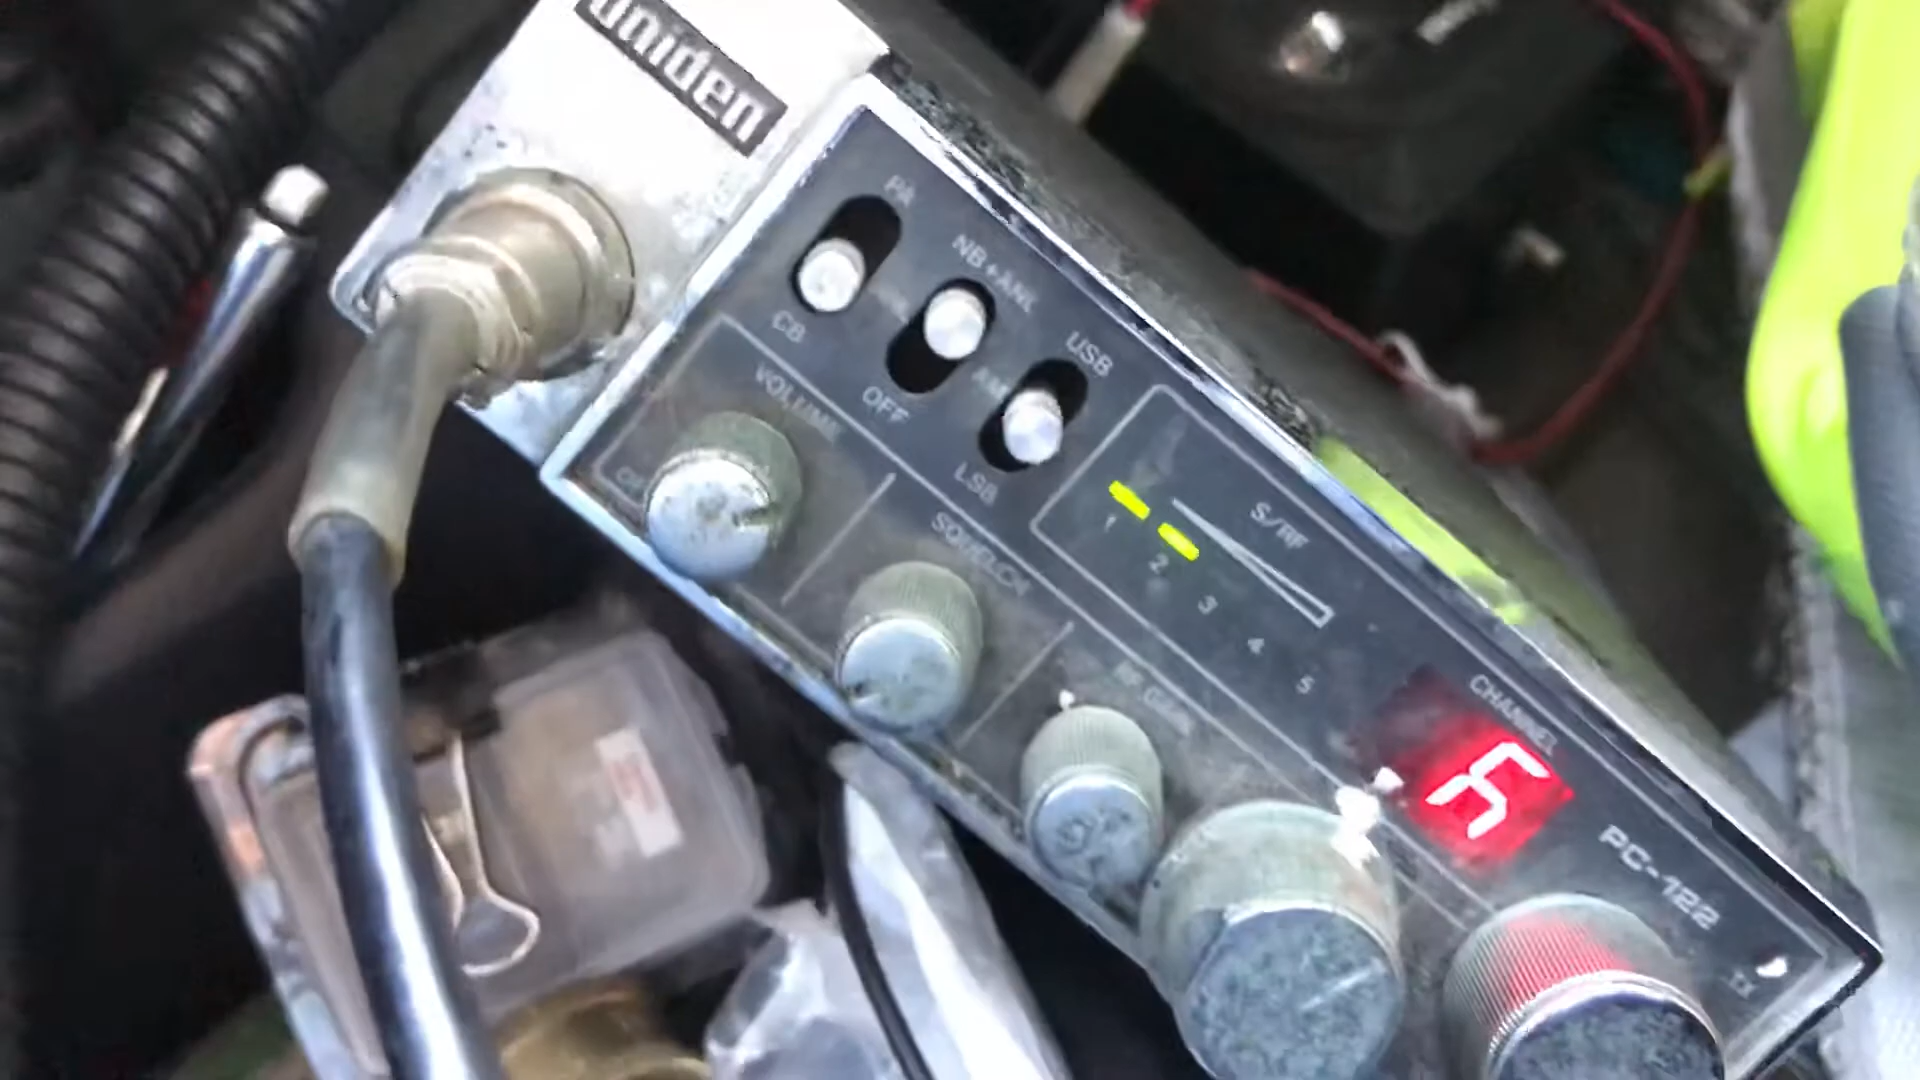 uniden
PA
CB
NB+ANL
OFF
USB
AM
LSB
VOLUME
SQUELCH
RF GAIN
S/RF
1
2
3
4
5
CHANNEL
PC-122
TX